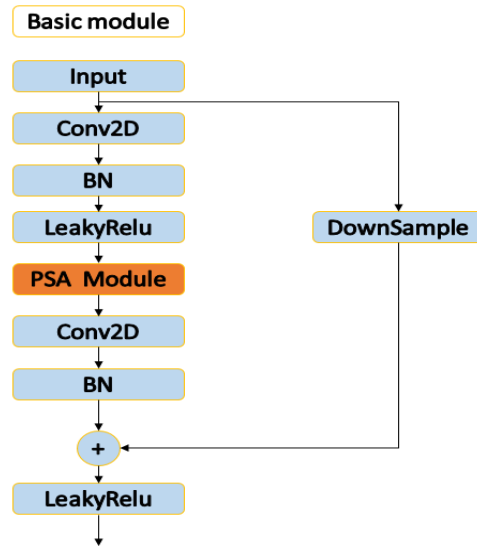 Basic module
Input
Conv2D
BN
LeakyRelu
DownSample
PSA Module
Conv2D
BN
+
LeakyRelu